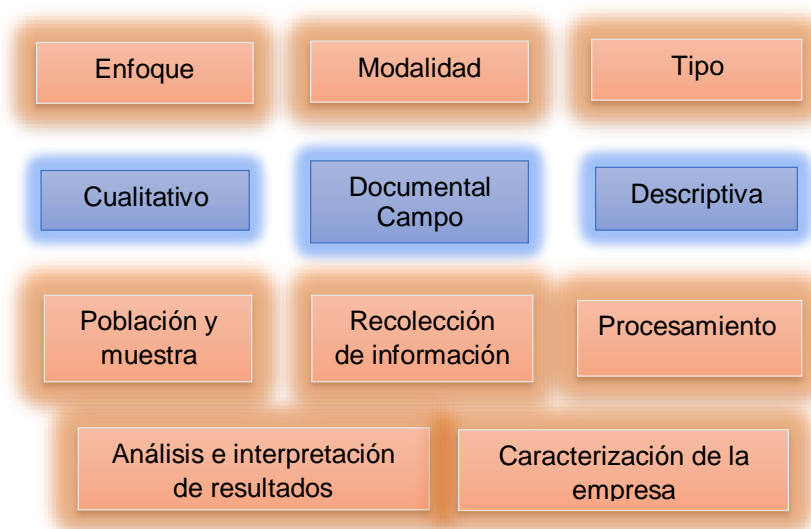 Enfoque
Modalidad
Tipo
Cualitativo
Documental
Campo
Descriptiva
Población y
muestra
Recolección
de información
Procesamiento
Análisis e interpretación
de resultados
Caracterización de la
empresa